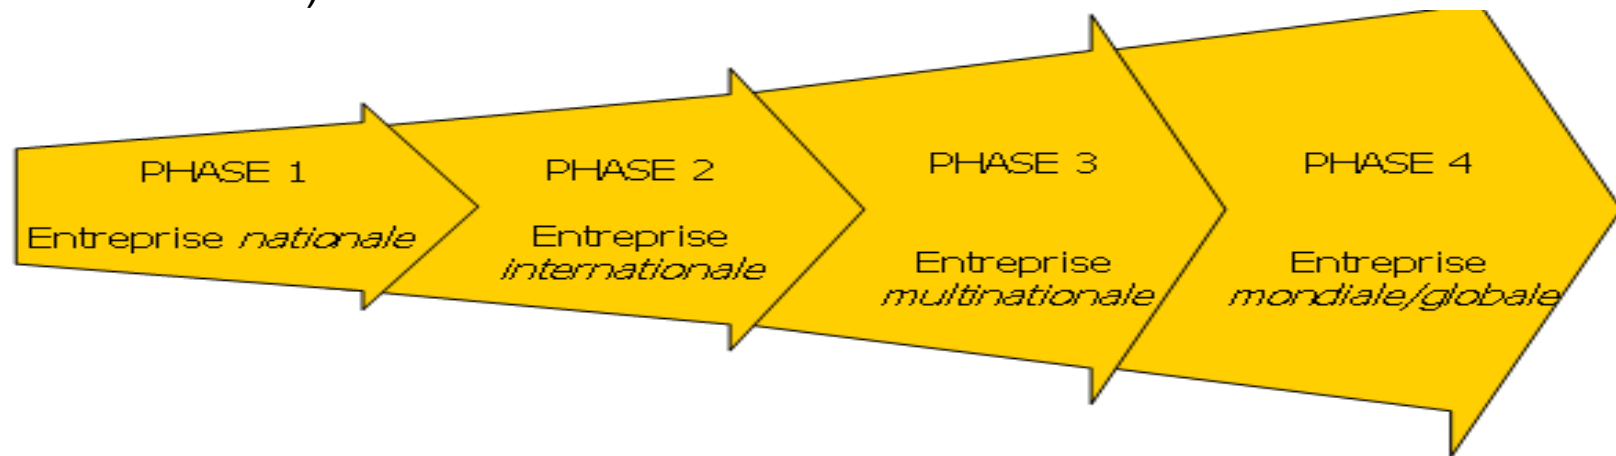 PHASE 1
Entreprise nationale
PHASE 2
Entreprise
internationale
PHASE 3
Entreprise
multinationale
PHASE 4
Entreprise
mondiale/globale